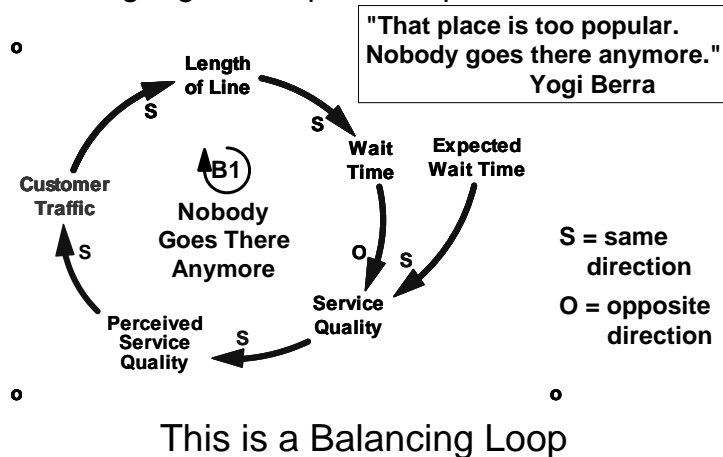 "That place is too popular.
Nobody goes there anymore."
Yogi Berra
Length
of Line
S
S
Wait
Time
Expected
Wait Time
B1
Customer
Traffic
Nobody
Goes There
Anymore
S
O
S
S = same
direction
Service
Quality
O = opposite
direction
Perceived
Service
Quality
S
This is a Balancing Loop